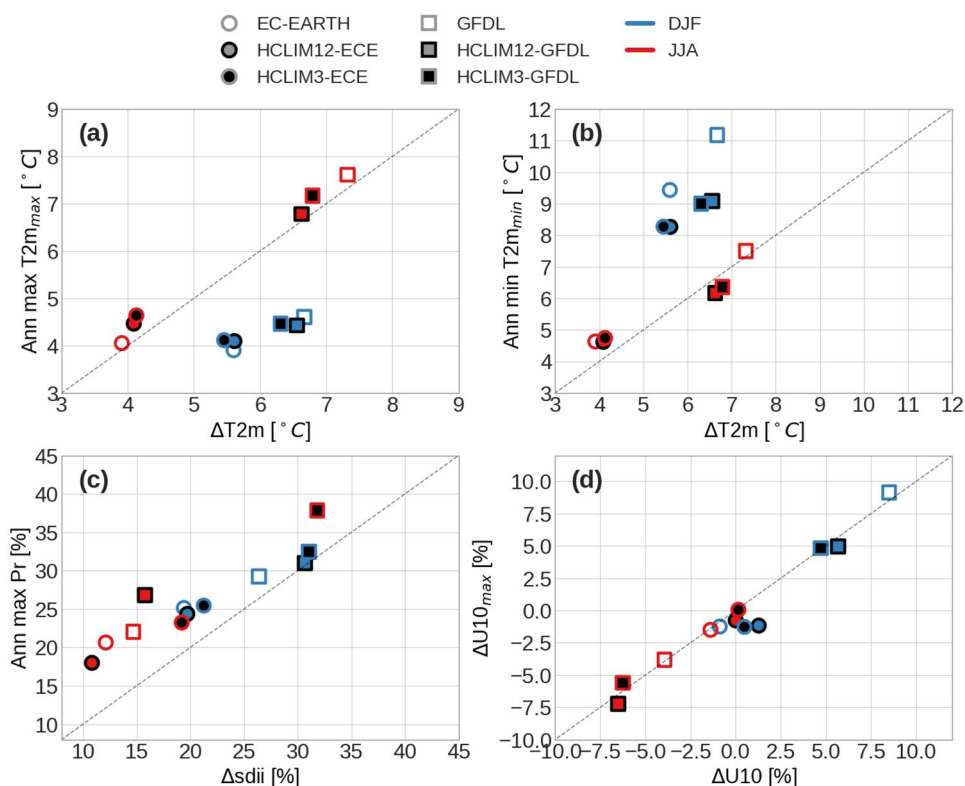 EC-EARTH GFDL DJF
HCLIM12-ECE HCLIM12-GFDL JJA
HCLIM3-ECE HCLIM3-GFDL
(a)
Ann max T2m_max [°C]
9
8
7
6
5
4
3
3 4 5 6 7 8 9
ΔT2m [°C]
(b)
Ann min T2m_min [°C]
12
11
10
9
8
7
6
5
4
3
3 4 5 6 7 8 9 10 11 12
ΔT2m [°C]
(c)
Ann max Pr [%]
45
40
35
30
25
20
15
10
10 15 20 25 30 35 40 45
Δsdii [%]
(d)
ΔU10_max [%]
10.0
7.5
5.0
2.5
0.0
−2.5
−5.0
−7.5
−10.0
−10.0 −7.5 −5.0 −2.5 0.0 2.5 5.0 7.5 10.0
ΔU10 [%]